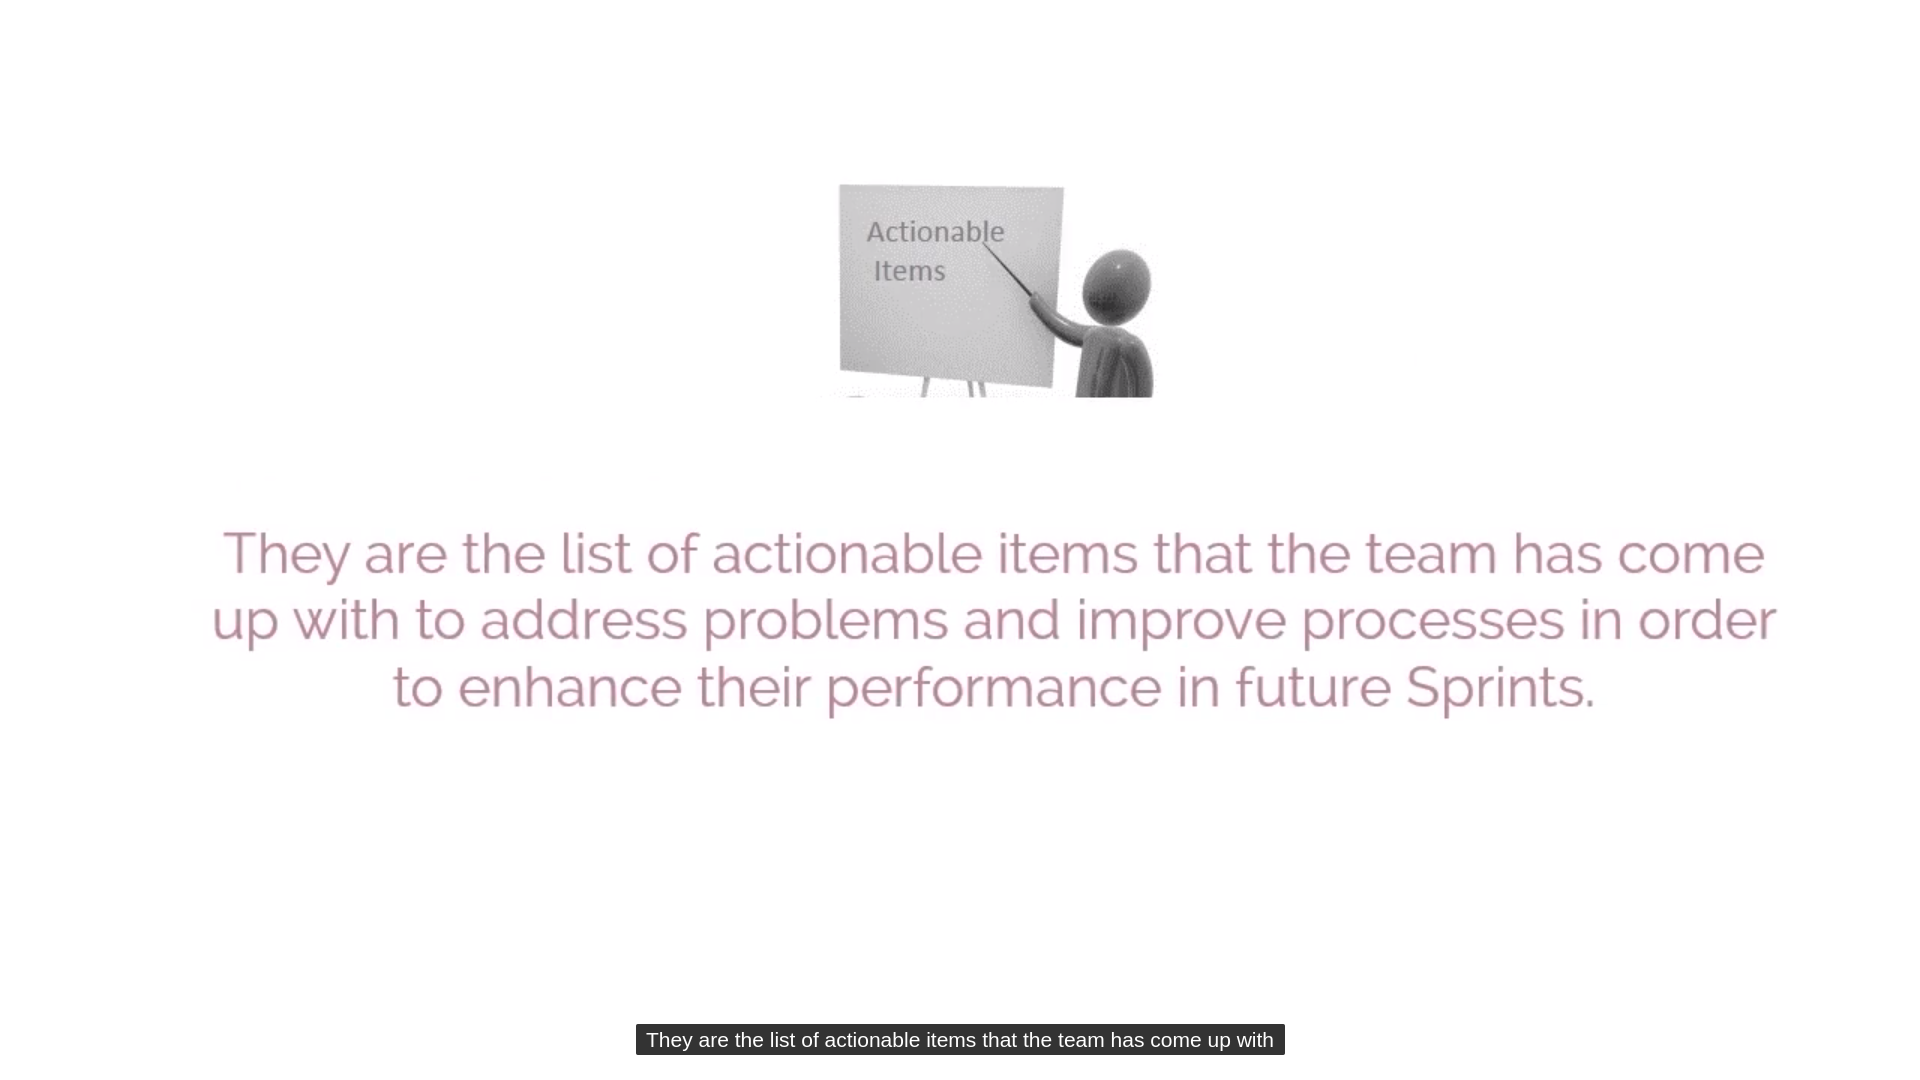 Actionable
Items
They are the list of actionable items that the team has come
up with to address problems and improve processes in order
to enhance their performance in future Sprints.
They are the list of actionable items that the team has come up with